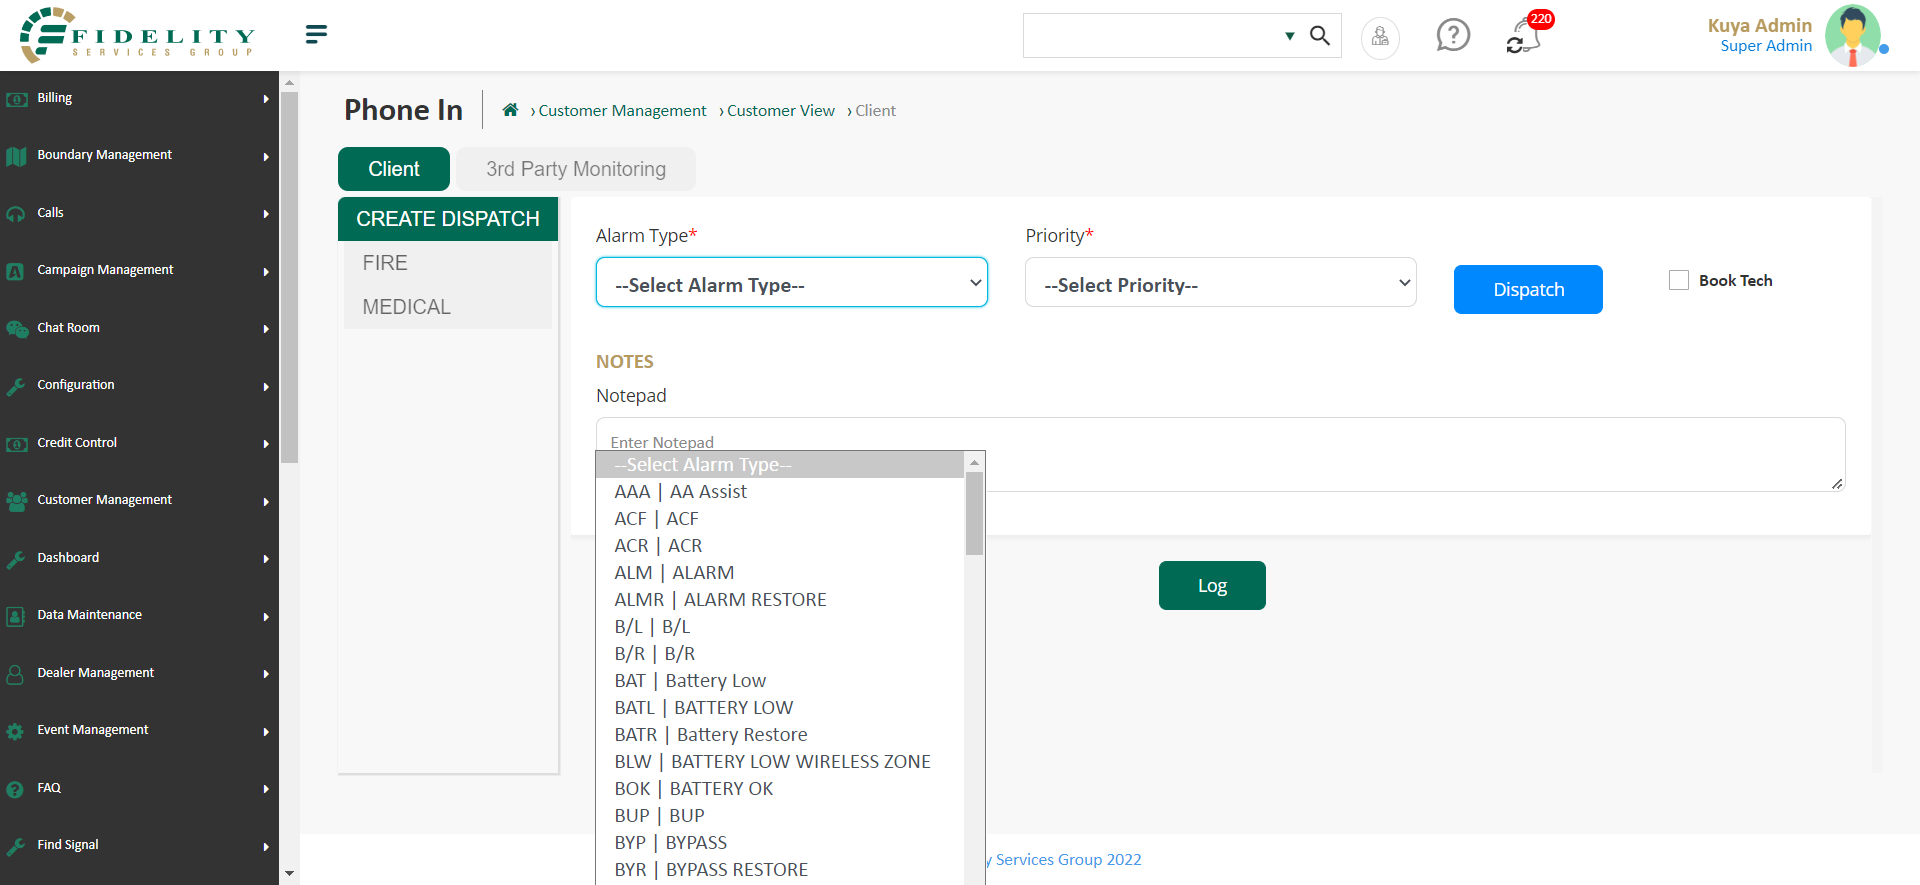 FIDELITY
SERVICES GROUP
220
Kuya Admin
Super Admin
Billing
Boundary Management
Calls
Campaign Management
Chat Room
Configuration
Credit Control
Customer Management
Dashboard
Data Maintenance
Dealer Management
Event Management
FAQ
Find Signal
Phone In
› Customer Management › Customer View › Client
Client
3rd Party Monitoring
CREATE DISPATCH
FIRE
MEDICAL
Alarm Type*
--Select Alarm Type--
Priority*
--Select Priority--
Dispatch
Book Tech
NOTES
Notepad
Enter Notepad
--Select Alarm Type--
AAA | AA Assist
ACF | ACF
ACR | ACR
ALM | ALARM
ALMR | ALARM RESTORE
B/L | B/L
B/R | B/R
BAT | Battery Low
BATL | BATTERY LOW
BATR | Battery Restore
BLW | BATTERY LOW WIRELESS ZONE
BOK | BATTERY OK
BUP | BUP
BYP | BYPASS
BYR | BYPASS RESTORE
Log
y Services Group 2022